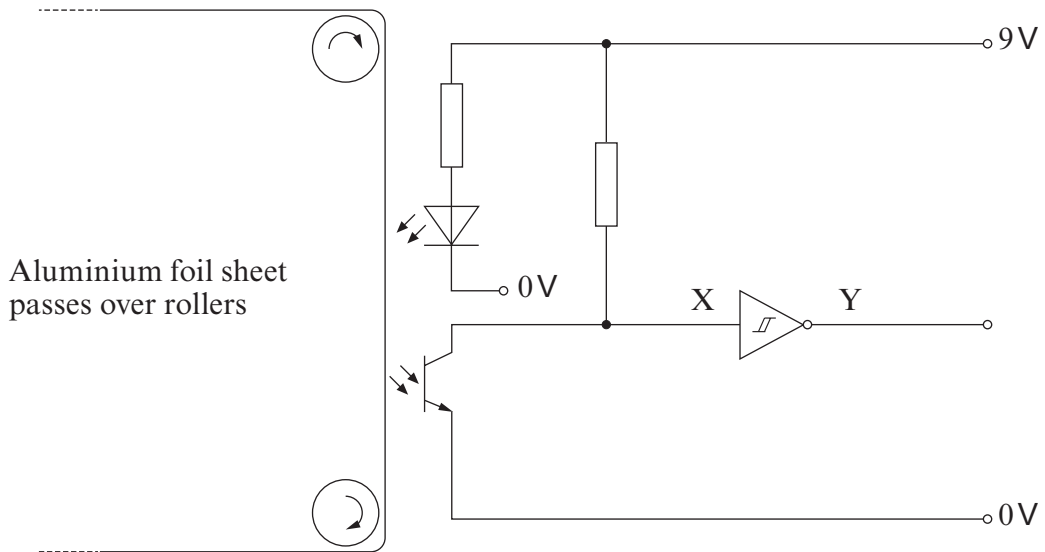 9V
Aluminium foil sheet
passes over rollers
0V
X
Y
0V